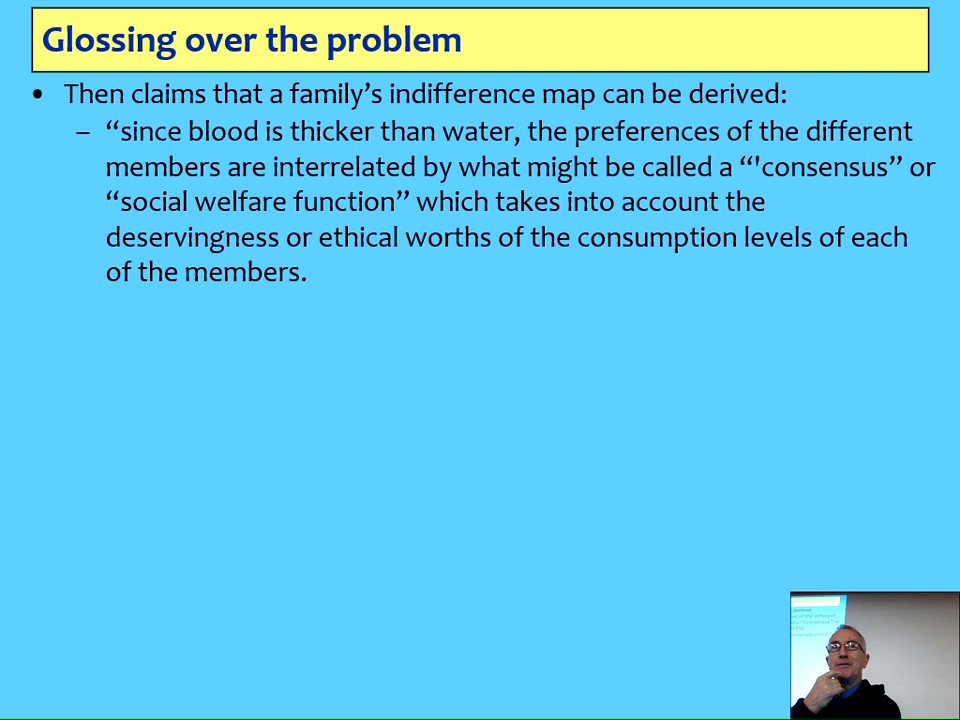 Glossing over the problem
• Then claims that a family’s indifference map can be derived:
– “since blood is thicker than water, the preferences of the different
members are interrelated by what might be called a “'consensus” or
“social welfare function” which takes into account the
deservingness or ethical worths of the consumption levels of each
of the members.